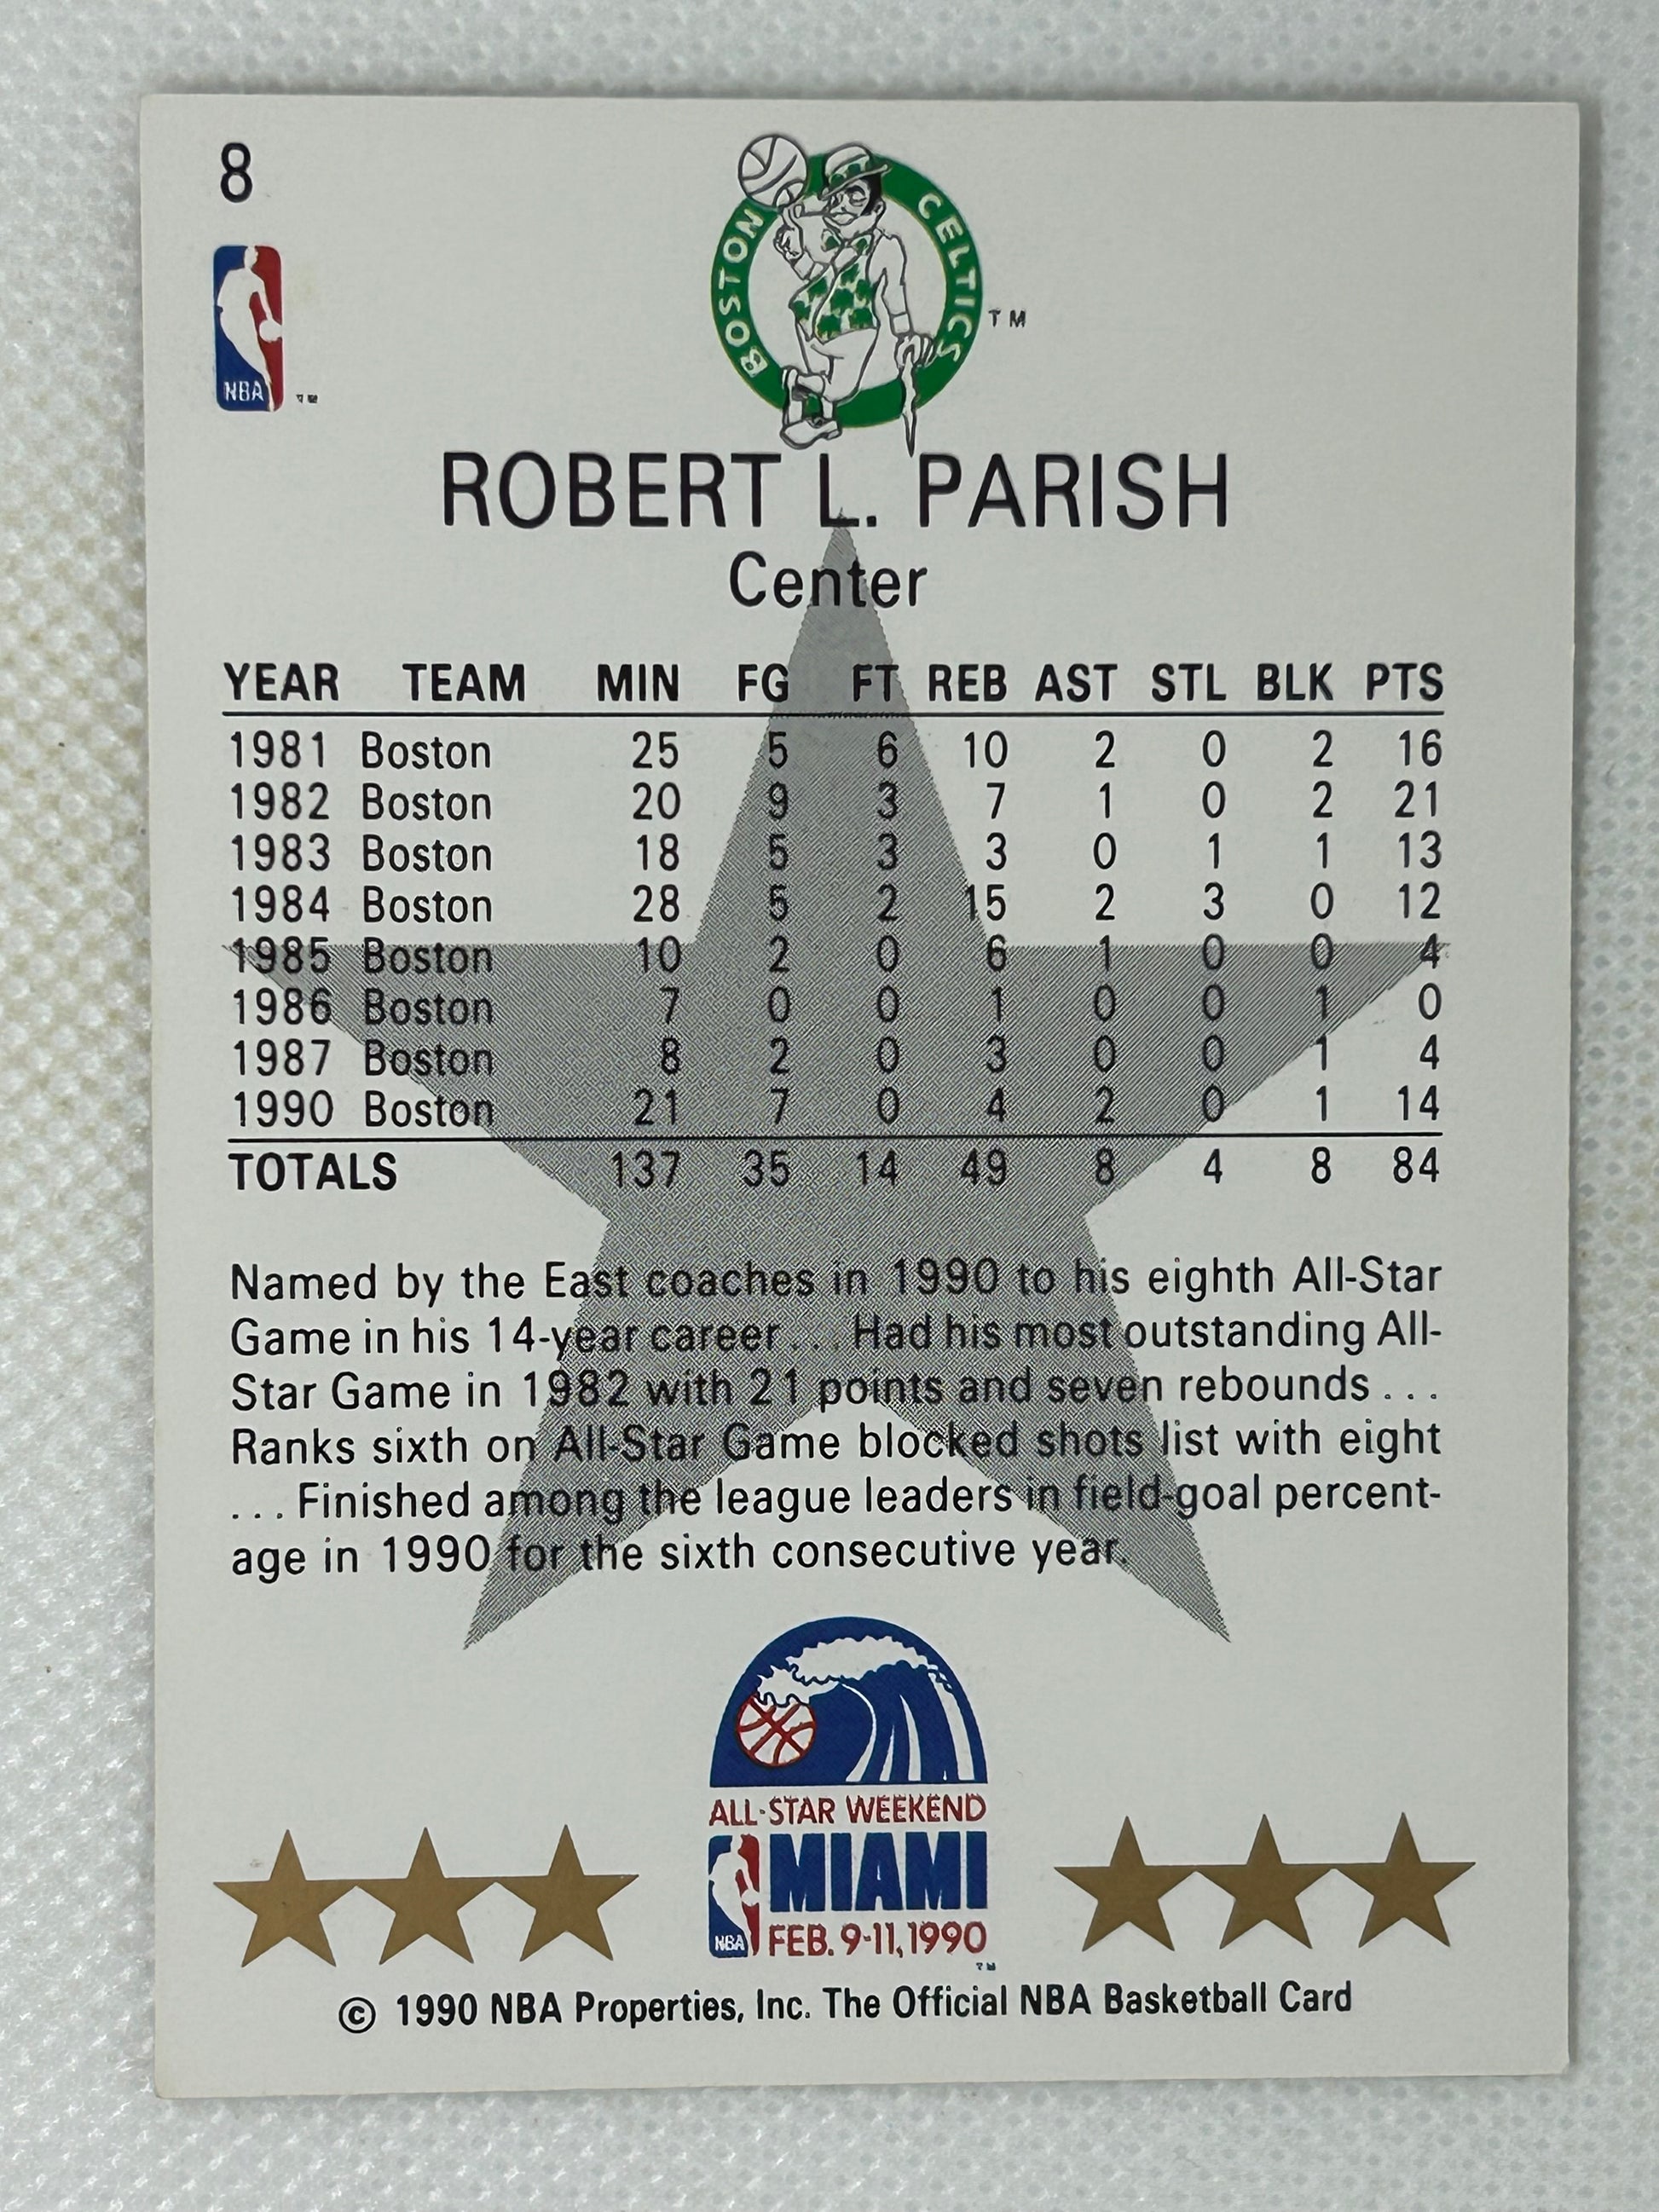 8
BOSTON CELTICS
TM
NBA
TM
ROBERT L. PARISH
Center
YEAR TEAM MIN FG FT REB AST STL BLK PTS
1981 Boston 25 5 6 10 2 0 2 16
1982 Boston 20 9 3 7 1 0 2 21
1983 Boston 18 5 3 3 0 1 1 13
1984 Boston 28 5 2 15 2 3 0 12
1985 Boston 10 2 0 6 1 0 0 4
1986 Boston 7 0 0 1 0 0 1 0
1987 Boston 8 2 0 3 0 0 1 4
1990 Boston 21 7 0 4 2 0 1 14
TOTALS 137 35 14 49 8 4 8 84
Named by the East coaches in 1990 to his eighth All-Star
Game in his 14-year career . . . Had his most outstanding All-
Star Game in 1982 with 21 points and seven rebounds . . .
Ranks sixth on All-Star Game blocked shots list with eight
. . . Finished among the league leaders in field-goal percent-
age in 1990 for the sixth consecutive year.
ALL-STAR WEEKEND
MIAMI
NBA FEB. 9-11, 1990
TM
© 1990 NBA Properties, Inc. The Official NBA Basketball Card